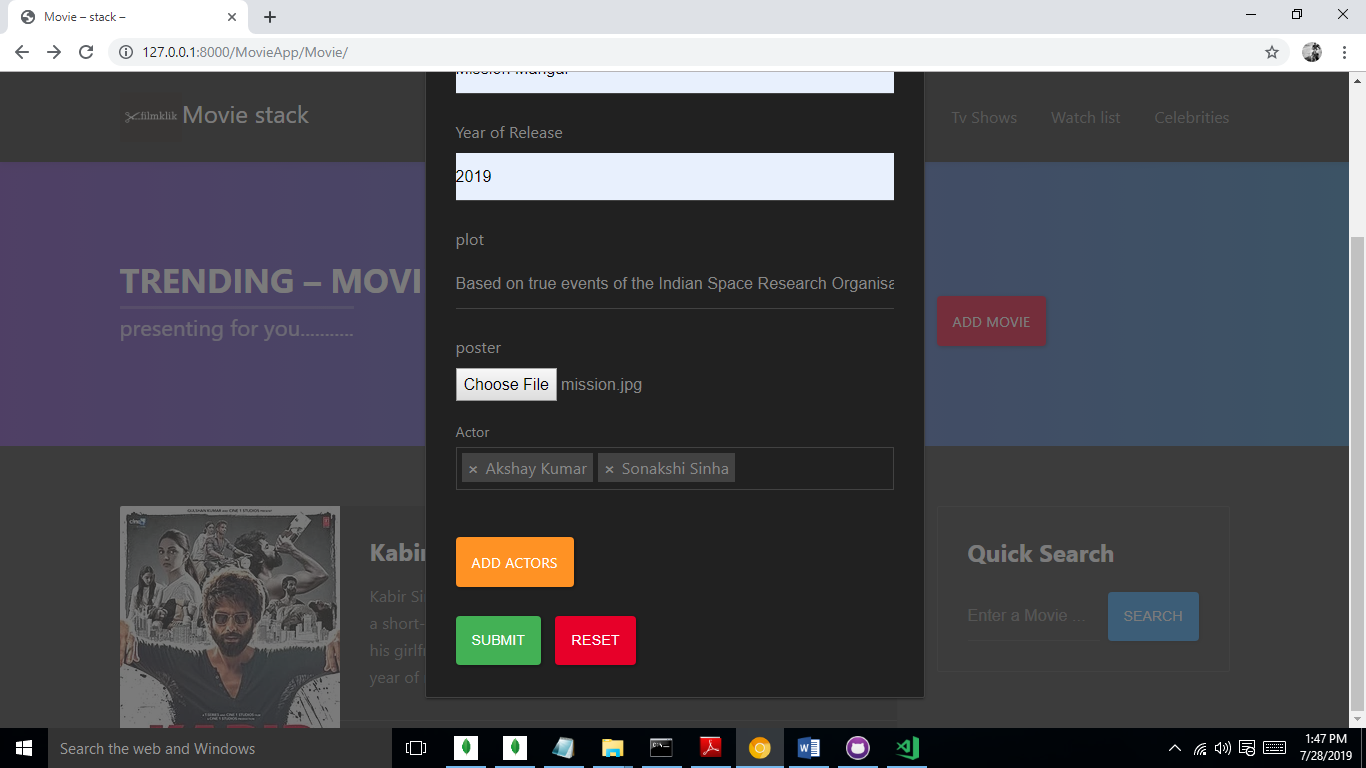 Movie – stack –
127.0.0.1:8000/MovieApp/Movie/
filmklik Movie stack
Tv Shows Watch list Celebrities
Mission Mangal
Year of Release
2019
plot
Based on true events of the Indian Space Research Organisa
poster
Choose File mission.jpg
Actor
× Akshay Kumar × Sonakshi Sinha
ADD ACTORS
SUBMIT RESET
TRENDING – MOVI
presenting for you...........
ADD MOVIE
Kabir
Kabir Si
a short-
his girlfr
year of
Quick Search
Enter a Movie ...
SEARCH
Search the web and Windows
1:47 PM
7/28/2019